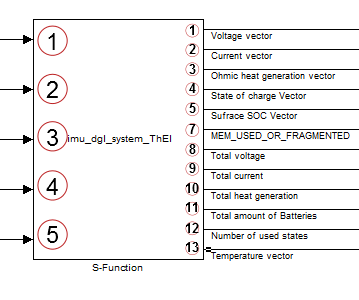 1 Voltage vector
1 2 Current vector
3 Ohmic heat generation vector
2 4 State of charge Vector
5 Sufrace SOC Vector
3 imu_dgl_system_ThEl 7 MEM_USED_OR_FRAGMENTED
8 Total voltage
9 Total current
4 10 Total heat generation
11 Total amount of Batteries
5 12 Number of used states
13 Temperature vector
S-Function